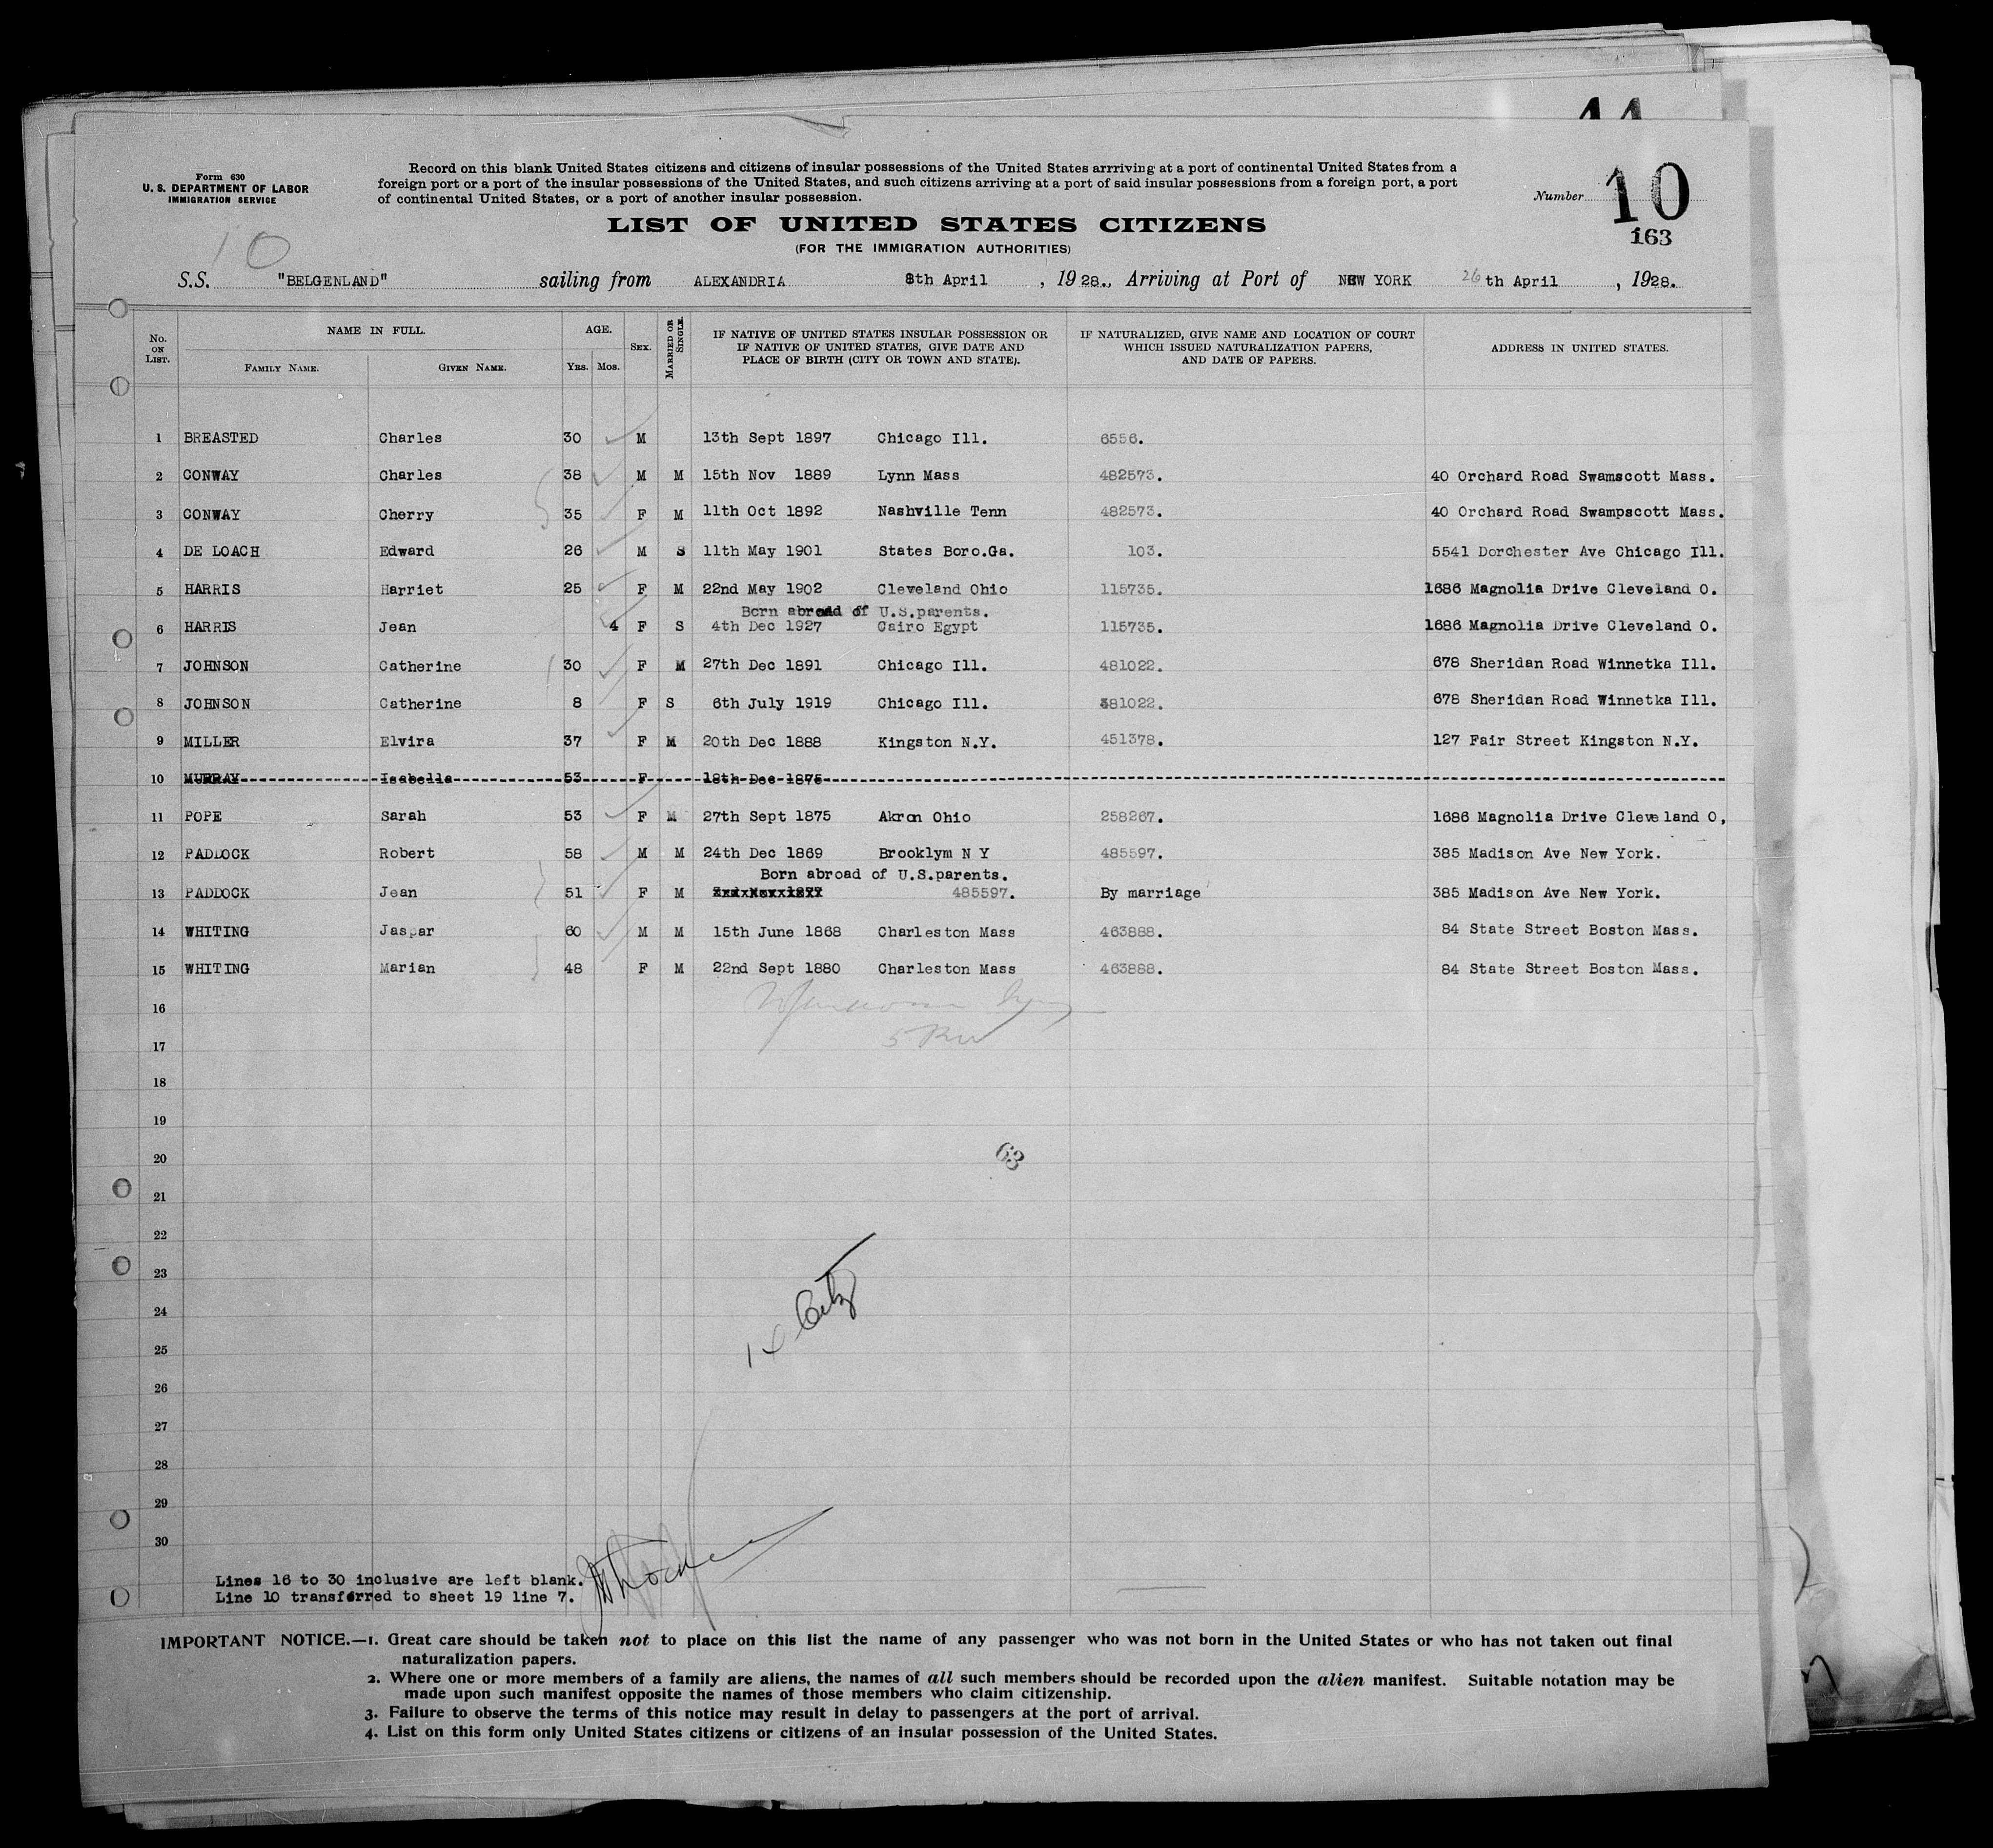 44
Form 630
U. S. DEPARTMENT OF LABOR
IMMIGRATION SERVICE
Record on this blank United States citizens and citizens of insular possessions of the United States arrriving at a port of continental United States from a
foreign port or a port of the insular possessions of the United States, and such citizens arriving at a port of said insular possessions from a foreign port, a port
of continental United States, or a port of another insular possession.
Number 10
163
LIST OF UNITED STATES CITIZENS
(FOR THE IMMIGRATION AUTHORITIES)
10
S.S. "BELGENLAND" sailing from ALEXANDRIA 8th April , 1928., Arriving at Port of NEW YORK 26th April , 1928.
No. ON LIST. NAME IN FULL. FAMILY NAME. GIVEN NAME. AGE. YRS. MOS. SEX. MARRIED OR SINGLE. IF NATIVE OF UNITED STATES INSULAR POSSESSION OR IF NATIVE OF UNITED STATES, GIVE DATE AND PLACE OF BIRTH (CITY OR TOWN AND STATE). IF NATURALIZED, GIVE NAME AND LOCATION OF COURT WHICH ISSUED NATURALIZATION PAPERS, AND DATE OF PAPERS. ADDRESS IN UNITED STATES.
1 BREASTED Charles 30 M 13th Sept 1897 Chicago Ill. 6556.
2 CONWAY Charles 38 M M 15th Nov 1889 Lynn Mass 482573. 40 Orchard Road Swamscott Mass.
3 CONWAY Cherry 35 F M 11th Oct 1892 Nashville Tenn 482573. 40 Orchard Road Swampscott Mass.
4 DE LOACH Edward 26 M S 11th May 1901 States Boro.Ga. 103. 5541 Dorchester Ave Chicago Ill.
5 HARRIS Harriet 25 F M 22nd May 1902 Cleveland Ohio 115735. 1686 Magnolia Drive Cleveland O.
Born abroad of U.S.parents.
6 HARRIS Jean 4 F S 4th Dec 1927 Cairo Egypt 115735. 1686 Magnolia Drive Cleveland O.
7 JOHNSON Catherine 30 F M 27th Dec 1891 Chicago Ill. 481022. 678 Sheridan Road Winnetka Ill.
8 JOHNSON Catherine 8 F S 6th July 1919 Chicago Ill. 381022. 678 Sheridan Road Winnetka Ill.
9 MILLER Elvira 37 F M 20th Dec 1888 Kingston N.Y. 451378. 127 Fair Street Kingston N.Y.
10 MURRAY Isabella 53 F 18th Dec 1875
11 POPE Sarah 53 F M 27th Sept 1875 Akron Ohio 258267. 1686 Magnolia Drive Cleveland O,
12 PADDOCK Robert 58 M M 24th Dec 1869 Brooklym N Y 485597. 385 Madison Ave New York.
Born abroad of U.S.parents.
13 PADDOCK Jean 51 F M 485597. By marriage 385 Madison Ave New York.
14 WHITING Jaspar 60 M M 15th June 1868 Charleston Mass 463888. 84 State Street Boston Mass.
15 WHITING Marian 48 F M 22nd Sept 1880 Charleston Mass 463888. 84 State Street Boston Mass.
16
17
18
19
20
63
21
22
23
24
25
26
27
28
29
30
Lines 16 to 30 inclusive are left blank.
Line 10 transferred to sheet 19 line 7.
IMPORTANT NOTICE.—1. Great care should be taken not to place on this list the name of any passenger who was not born in the United States or who has not taken out final
naturalization papers.
2. Where one or more members of a family are aliens, the names of all such members should be recorded upon the alien manifest. Suitable notation may be
made upon such manifest opposite the names of those members who claim citizenship.
3. Failure to observe the terms of this notice may result in delay to passengers at the port of arrival.
4. List on this form only United States citizens or citizens of an insular possession of the United States.